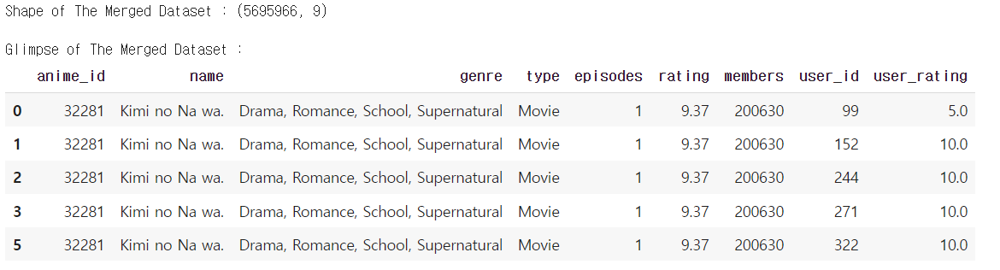 Shape of The Merged Dataset : (5695966, 9)
Glimpse of The Merged Dataset :
anime_id name genre type episodes rating members user_id user_rating
0 32281 Kimi no Na wa. Drama, Romance, School, Supernatural Movie 1 9.37 200630 99 5.0
1 32281 Kimi no Na wa. Drama, Romance, School, Supernatural Movie 1 9.37 200630 152 10.0
2 32281 Kimi no Na wa. Drama, Romance, School, Supernatural Movie 1 9.37 200630 244 10.0
3 32281 Kimi no Na wa. Drama, Romance, School, Supernatural Movie 1 9.37 200630 271 10.0
5 32281 Kimi no Na wa. Drama, Romance, School, Supernatural Movie 1 9.37 200630 322 10.0